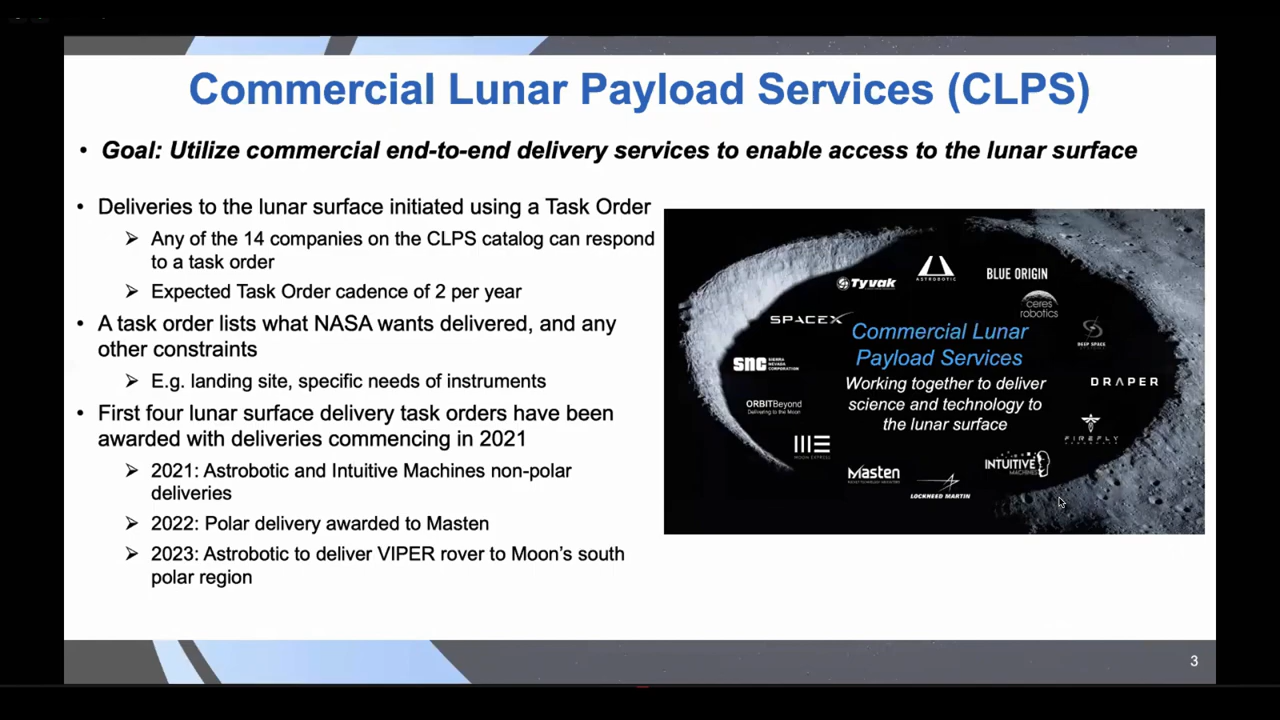 Commercial Lunar Payload Services (CLPS)
• Goal: Utilize commercial end-to-end delivery services to enable access to the lunar surface
• Deliveries to the lunar surface initiated using a Task Order
➢ Any of the 14 companies on the CLPS catalog can respond
to a task order
➢ Expected Task Order cadence of 2 per year
• A task order lists what NASA wants delivered, and any
other constraints
➢ E.g. landing site, specific needs of instruments
• First four lunar surface delivery task orders have been
awarded with deliveries commencing in 2021
➢ 2021: Astrobotic and Intuitive Machines non-polar
deliveries
➢ 2022: Polar delivery awarded to Masten
➢ 2023: Astrobotic to deliver VIPER rover to Moon's south
polar region
Tyvak
ASTROBOTIC
BLUE ORIGIN
ceres
robotics
SPACEX
DEEP SPACE
snc SIERRA
NEVADA
CORPORATION
DRAPER
ORBITBeyond
Delivering to the Moon
FIREFLY
MOON EXPRESS
INTUITIVE
MACHINES
Masten
LOCKHEED MARTIN
Commercial Lunar
Payload Services
Working together to deliver
science and technology to
the lunar surface
3